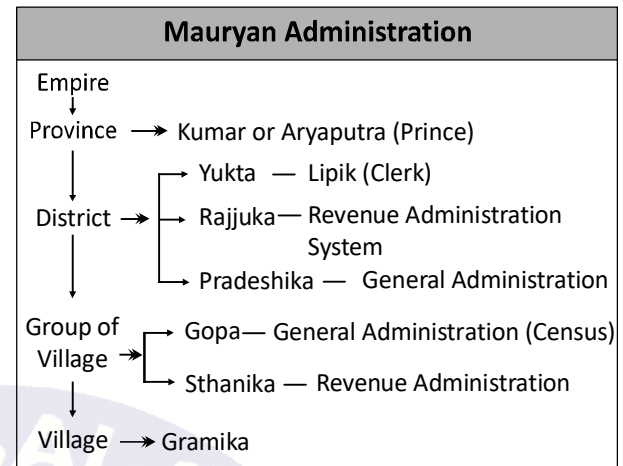 Mauryan Administration
Empire
Province Kumar or Aryaputra (Prince)
Yukta — Lipik (Clerk)
District Rajjuka — Revenue Administration
System
Pradeshika — General Administration
Group of
Village
Gopa — General Administration (Census)
Sthanika — Revenue Administration
Village Gramika